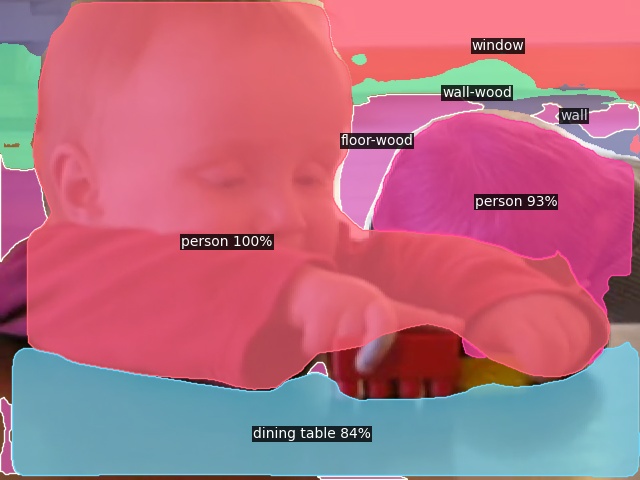 window
wall-wood
wall
floor-wood
person 93%
person 100%
dining table 84%